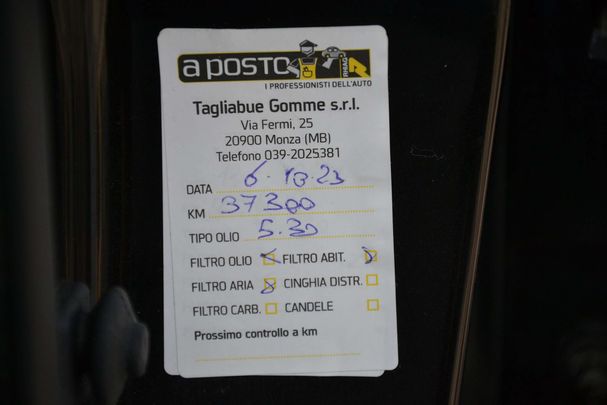 a POSTO
RHIAG
I PROFESSIONISTI DELL'AUTO
Tagliabue Gomme s.r.l.
Via Fermi, 25
20900 Monza (MB)
Telefono 039-2025381
DATA 6.10.23
KM 37300
TIPO OLIO 5.30
FILTRO OLIO FILTRO ABIT.
FILTRO ARIA CINGHIA DISTR.
FILTRO CARB. CANDELE
Prossimo controllo a km